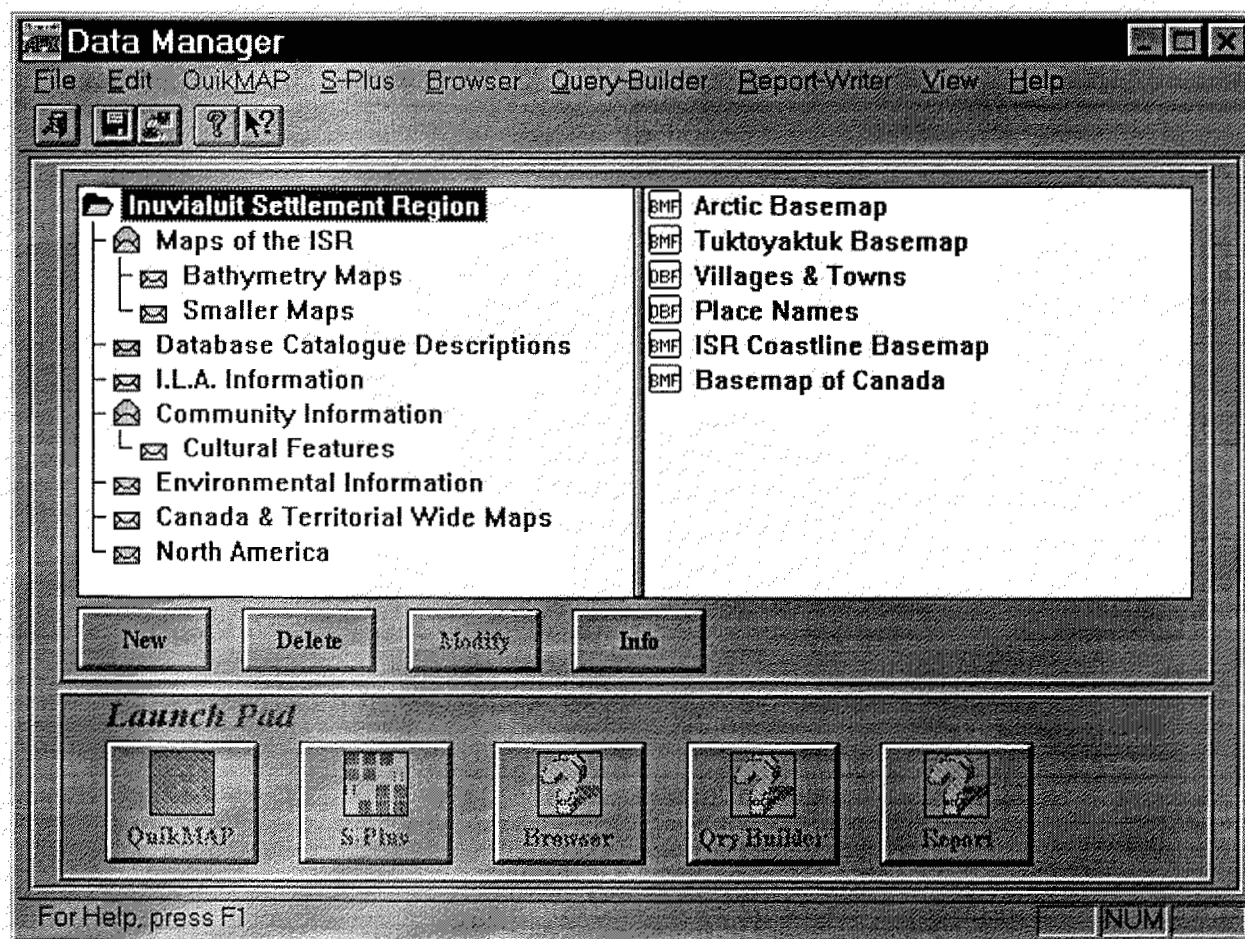 Data Manager
File Edit QuikMAP S-Plus Browser Query-Builder Report-Writer View Help
Inuvialuit Settlement Region
Maps of the ISR
Bathymetry Maps
Smaller Maps
Database Catalogue Descriptions
I.L.A. Information
Community Information
Cultural Features
Environmental Information
Canada & Territorial Wide Maps
North America
BMF Arctic Basemap
BMF Tuktoyaktuk Basemap
DBF Villages & Towns
DBF Place Names
BMF ISR Coastline Basemap
BMF Basemap of Canada
New Delete Modify Info
Launch Pad
QuikMAP S-Plus Browser Qry Builder Report
For Help, press F1 NUM